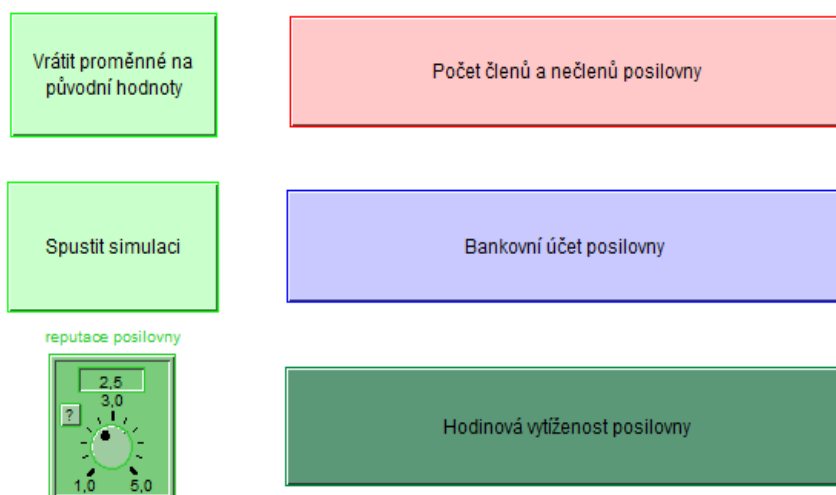 Vrátit proměnné na
původní hodnoty
Počet členů a nečlenů posilovny
Spustit simulaci
Bankovní účet posilovny
reputace posilovny
2,5
3,0
?
1,0 5,0
Hodinová vytíženost posilovny